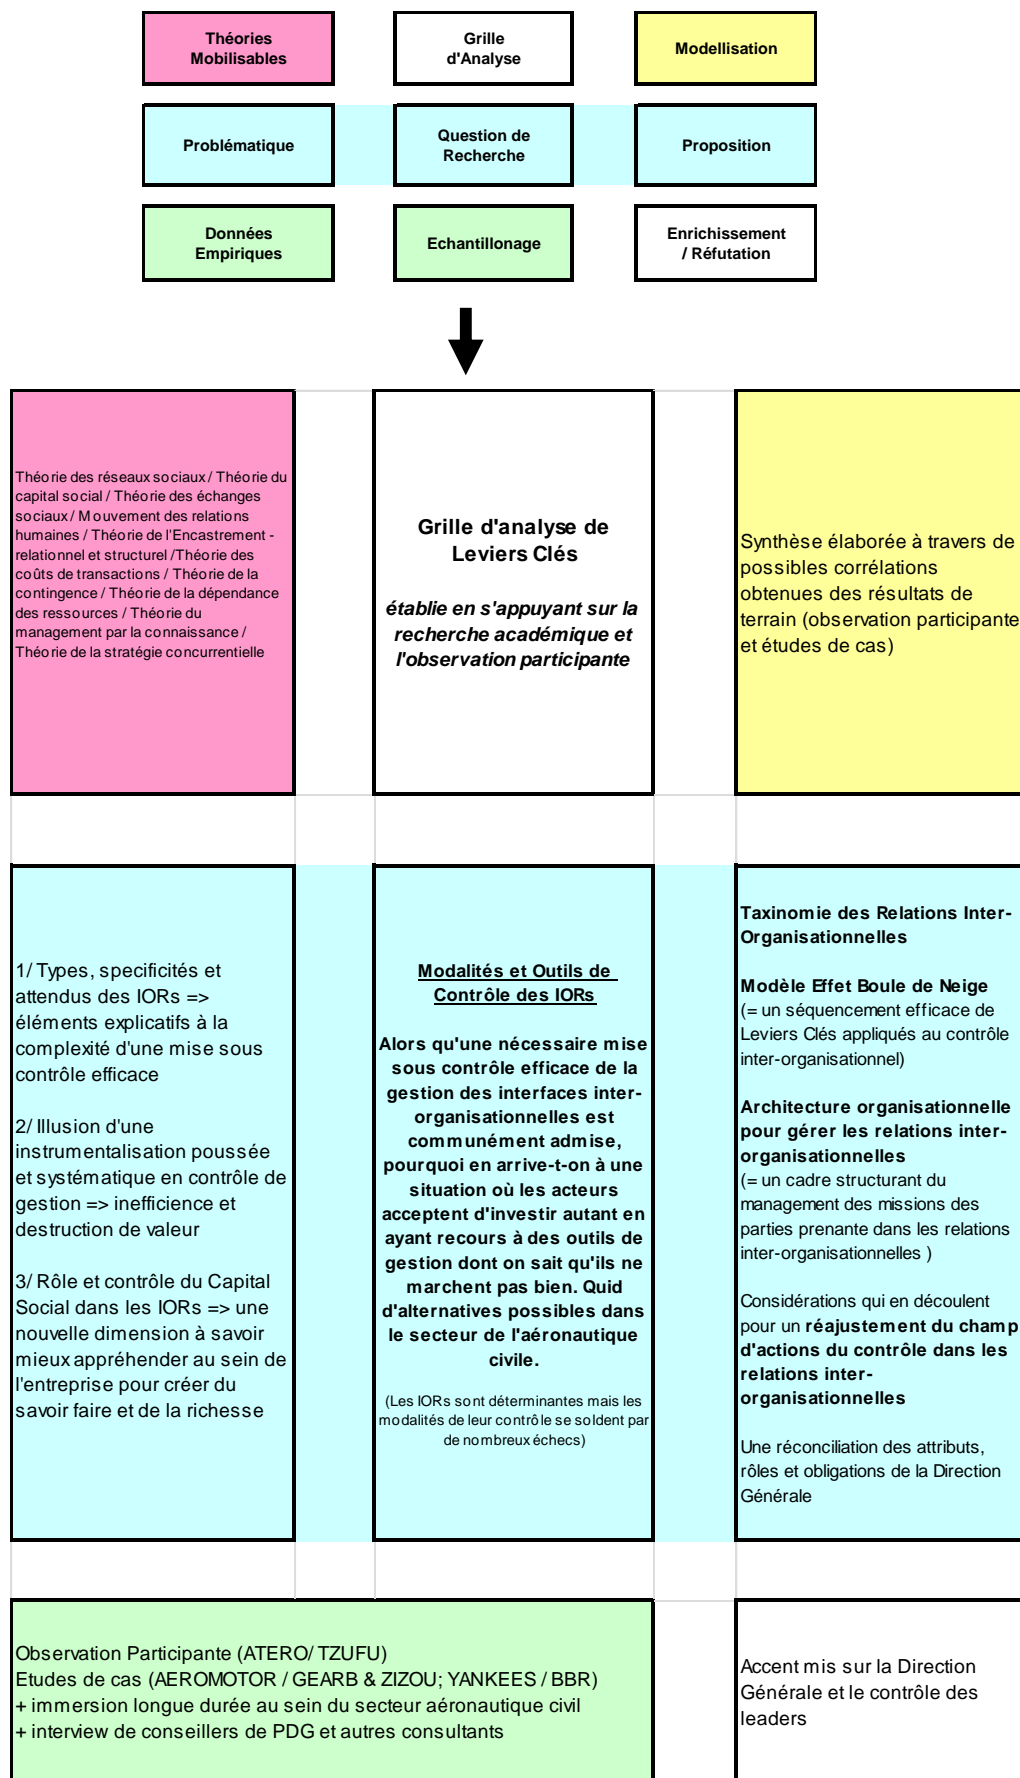 Théories
Mobilisables
Grille
d'Analyse
Modellisation
Problématique
Question de
Recherche
Proposition
Données
Empiriques
Echantillonage
Enrichissement
/ Réfutation
Théorie des réseaux sociaux / Théorie du
capital social / Théorie des échanges
sociaux / Mouvement des relations
humaines / Théorie de l'Encastrement -
relationnel et structurel /Théorie des
coûts de transactions / Théorie de la
contingence / Théorie de la dépendance
des ressources / Théorie du
management par la connaissance /
Théorie de la stratégie concurrentielle
Grille d'analyse de
Leviers Clés
établie en s'appuyant sur la
recherche académique et
l'observation participante
Synthèse élaborée à travers de
possibles corrélations
obtenues des résultats de
terrain (observation participante
et études de cas)
1/ Types, specificités et
attendus des IORs =>
éléments explicatifs à la
complexité d'une mise sous
contrôle efficace
2/ Illusion d'une
instrumentalisation poussée
et systématique en contrôle de
gestion => inefficience et
destruction de valeur
3/ Rôle et contrôle du Capital
Social dans les IORs => une
nouvelle dimension à savoir
mieux appréhender au sein de
l'entreprise pour créer du
savoir faire et de la richesse
Modalités et Outils de
Contrôle des IORs
Alors qu'une nécessaire mise
sous contrôle efficace de la
gestion des interfaces inter-
organisationnelles est
communément admise,
pourquoi en arrive-t-on à une
situation où les acteurs
acceptent d'investir autant en
ayant recours à des outils de
gestion dont on sait qu'ils ne
marchent pas bien. Quid
d'alternatives possibles dans
le secteur de l'aéronautique
civile.
(Les IORs sont déterminantes mais les
modalités de leur contrôle se soldent par
de nombreux échecs)
Taxinomie des Relations Inter-
Organisationnelles
Modèle Effet Boule de Neige
(= un séquencement efficace de
Leviers Clés appliqués au contrôle
inter-organisationnel)
Architecture organisationnelle
pour gérer les relations inter-
organisationnelles
(= un cadre structurant du
management des missions des
parties prenante dans les relations
inter-organisationnelles )
Considérations qui en découlent
pour un réajustement du champ
d'actions du contrôle dans les
relations inter-
organisationnelles
Une réconciliation des attributs,
rôles et obligations de la Direction
Générale
Observation Participante (ATERO/ TZUFU)
Etudes de cas (AEROMOTOR / GEARB & ZIZOU; YANKEES / BBR)
+ immersion longue durée au sein du secteur aéronautique civil
+ interview de conseillers de PDG et autres consultants
Accent mis sur la Direction
Générale et le contrôle des
leaders